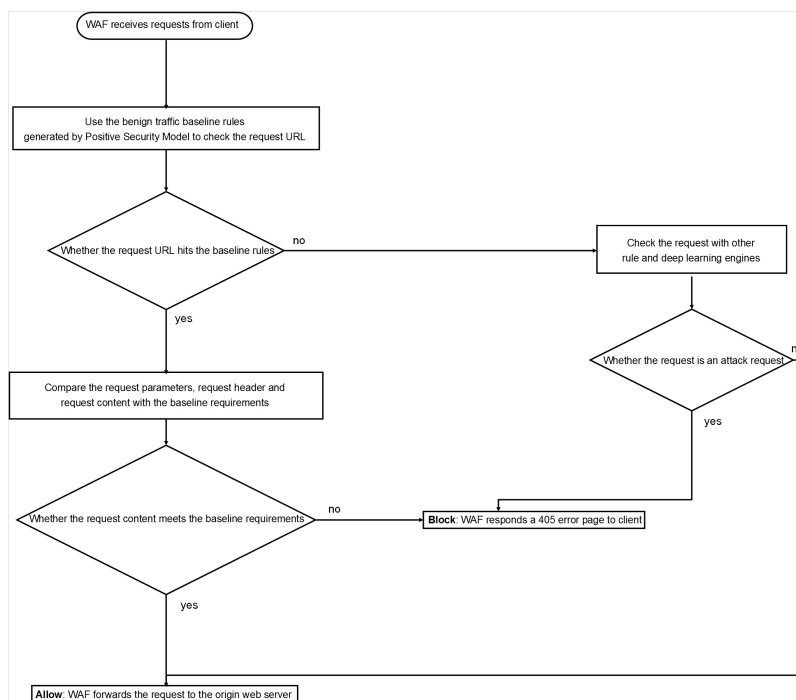 WAF receives requests from client
Use the benign traffic baseline rules
generated by Positive Security Model to check the request URL
Whether the request URL hits the baseline rules
no
Check the request with other
rule and deep learning engines
yes
Whether the request is an attack request
Compare the request parameters, request header and
request content with the baseline requirements
yes
Whether the request content meets the baseline requirements
no
Block: WAF responds a 405 error page to client
yes
Allow: WAF forwards the request to the origin web server